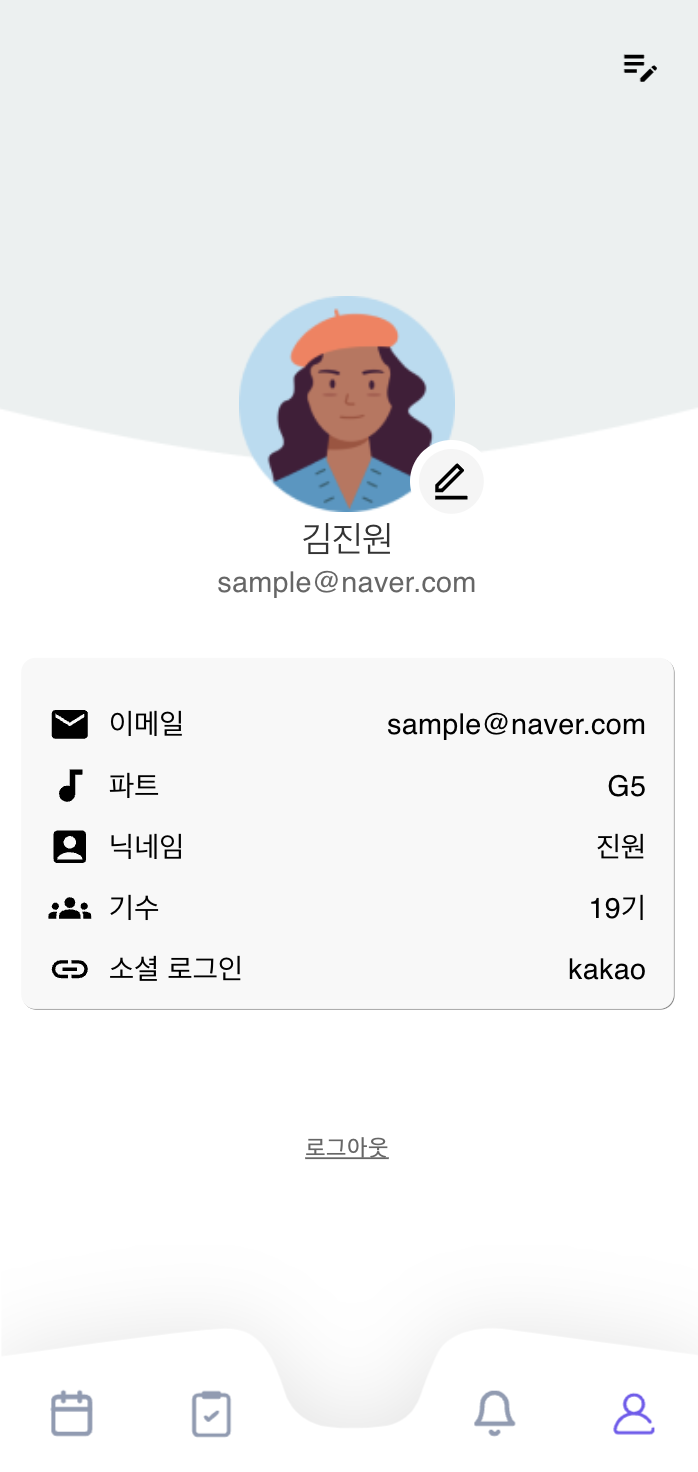 김진원
sample@naver.com
이메일 sample@naver.com
파트 G5
닉네임 진원
기수 19기
소셜 로그인 kakao
로그아웃